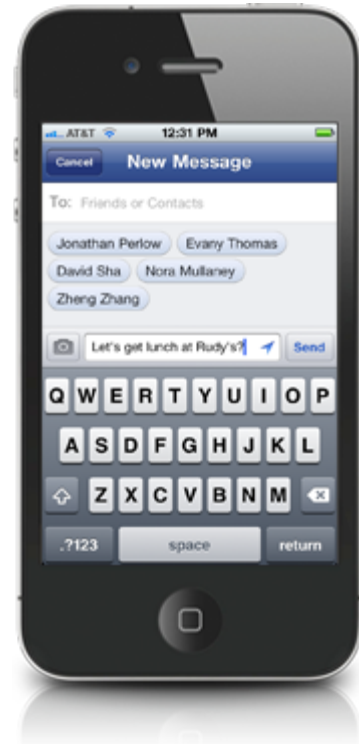 AT&T 12:31 PM
Cancel New Message
To: Friends or Contacts
Jonathan Perlow Evany Thomas
David Sha Nora Mullaney
Zheng Zhang
Let's get lunch at Rudy's? Send
Q W E R T Y U I O P
A S D F G H J K L
Z X C V B N M
.?123 space return